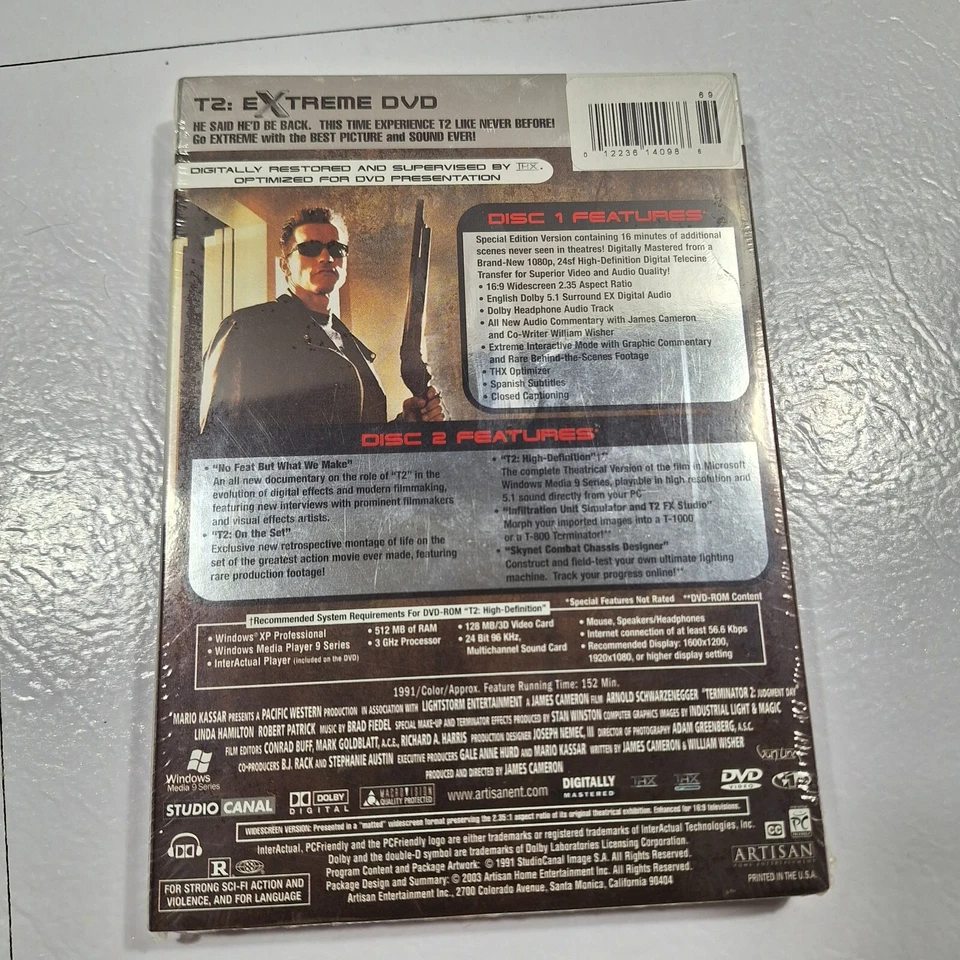 T2: EXTREME DVD
HE SAID HE'D BE BACK. THIS TIME EXPERIENCE T2 LIKE NEVER BEFORE!
Go EXTREME with the BEST PICTURE and SOUND EVER!
69
0 12236 14098 6
DIGITALLY RESTORED AND SUPERVISED BY THX.
OPTIMIZED FOR DVD PRESENTATION
DISC 1 FEATURES*
Special Edition Version containing 16 minutes of additional
scenes never seen in theatres! Digitally Mastered from a
Brand-New 1080p, 24sf High-Definition Digital Telecine
Transfer for Superior Video and Audio Quality!
• 16:9 Widescreen 2.35 Aspect Ratio
• English Dolby 5.1 Surround EX Digital Audio
• Dolby Headphone Audio Track
• All New Audio Commentary with James Cameron
and Co-Writer William Wisher
• Extreme Interactive Mode with Graphic Commentary
and Rare Behind-the-Scenes Footage
• THX Optimizer
• Spanish Subtitles
• Closed Captioning
DISC 2 FEATURES*
• "No Feat But What We Make"
An all new documentary on the role of "T2" in the
evolution of digital effects and modern filmmaking,
featuring new interviews with prominent filmmakers
and visual effects artists.
• "T2: On the Set"
Exclusive new retrospective montage of life on the
set of the greatest action movie ever made, featuring
rare production footage!
• "T2: High-Definition"†**
The complete Theatrical Version of the film in Microsoft
Windows Media 9 Series, playable in high resolution and
5.1 sound directly from your PC
• "Infiltration Unit Simulator and T2 FX Studio"
Morph your imported images into a T-1000
or a T-800 Terminator!**
• "Skynet Combat Chassis Designer"
Construct and field-test your own ultimate fighting
machine. Track your progress online!**
*Special Features Not Rated **DVD-ROM Content
†Recommended System Requirements For DVD-ROM "T2: High-Definition"
• Windows® XP Professional
• Windows Media Player 9 Series
• InterActual Player (included on the DVD)
• 512 MB of RAM
• 3 GHz Processor
• 128 MB/3D Video Card
• 24 Bit 96 KHz,
Multichannel Sound Card
• Mouse, Speakers/Headphones
• Internet connection of at least 56.6 Kbps
• Recommended Display: 1600x1200,
1920x1080, or higher display setting
1991/Color/Approx. Feature Running Time: 152 Min.
MARIO KASSAR PRESENTS A PACIFIC WESTERN PRODUCTION IN ASSOCIATION WITH LIGHTSTORM ENTERTAINMENT A JAMES CAMERON FILM ARNOLD SCHWARZENEGGER "TERMINATOR 2: JUDGMENT DAY"
LINDA HAMILTON ROBERT PATRICK MUSIC BY BRAD FIEDEL SPECIAL MAKE-UP AND TERMINATOR EFFECTS PRODUCED BY STAN WINSTON COMPUTER GRAPHICS IMAGES BY INDUSTRIAL LIGHT & MAGIC
FILM EDITORS CONRAD BUFF, MARK GOLDBLATT, A.C.E., RICHARD A. HARRIS PRODUCTION DESIGNER JOSEPH NEMEC, III DIRECTOR OF PHOTOGRAPHY ADAM GREENBERG, A.S.C.
CO-PRODUCERS B.J. RACK AND STEPHANIE AUSTIN EXECUTIVE PRODUCERS GALE ANNE HURD AND MARIO KASSAR WRITTEN BY JAMES CAMERON & WILLIAM WISHER
PRODUCED AND DIRECTED BY JAMES CAMERON
Windows
Media 9 Series
STUDIO CANAL
DOLBY
DIGITAL
MACROVISION
QUALITY PROTECTED
www.artisanent.com
DIGITALLY
MASTERED
THX
DVD
VIDEO
WIDESCREEN VERSION: Presented in a "matted" widescreen format preserving the 2.35:1 aspect ratio of its original theatrical exhibition. Enhanced for 16:9 televisions.
InterActual, PCFriendly and the PCFriendly logo are either trademarks or registered trademarks of InterActual Technologies, Inc.
Dolby and the double-D symbol are trademarks of Dolby Laboratories Licensing Corporation.
Program Content and Package Artwork: © 1991 StudioCanal Image S.A. All Rights Reserved.
Package Design and Summary: © 2003 Artisan Home Entertainment Inc. All Rights Reserved.
Artisan Entertainment Inc., 2700 Colorado Avenue, Santa Monica, California 90404
CC
PC
R
FOR STRONG SCI-FI ACTION AND
VIOLENCE, AND FOR LANGUAGE
ARTISAN
HOME ENTERTAINMENT
PRINTED IN THE U.S.A.